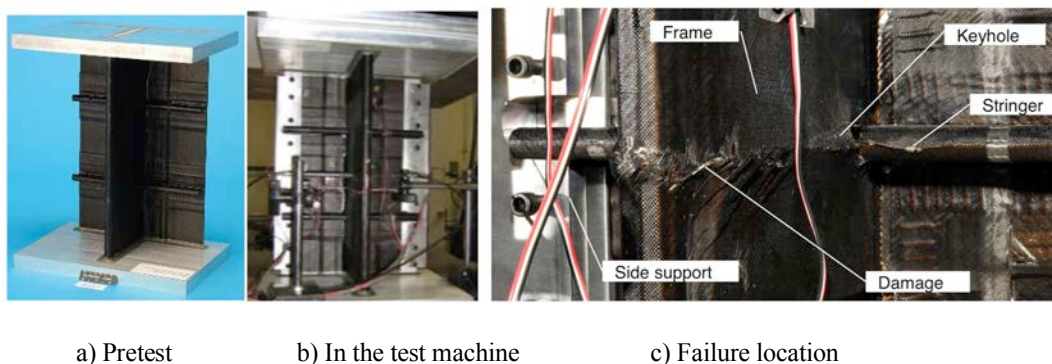 Frame
Keyhole
Stringer
Side support
Damage
a) Pretest
b) In the test machine
c) Failure location